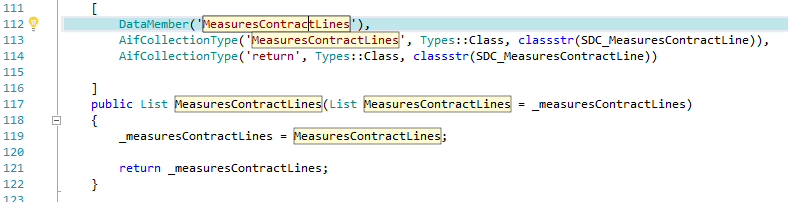 111 [
112 DataMember('MeasuresContractLines'),
113 AifCollectionType('MeasuresContractLines', Types::Class, classstr(SDC_MeasuresContractLine)),
114 AifCollectionType('return', Types::Class, classstr(SDC_MeasuresContractLine))
115
116 ]
117 public List MeasuresContractLines(List MeasuresContractLines = _measuresContractLines)
118 {
119 _measuresContractLines = MeasuresContractLines;
120
121 return _measuresContractLines;
122 }
123